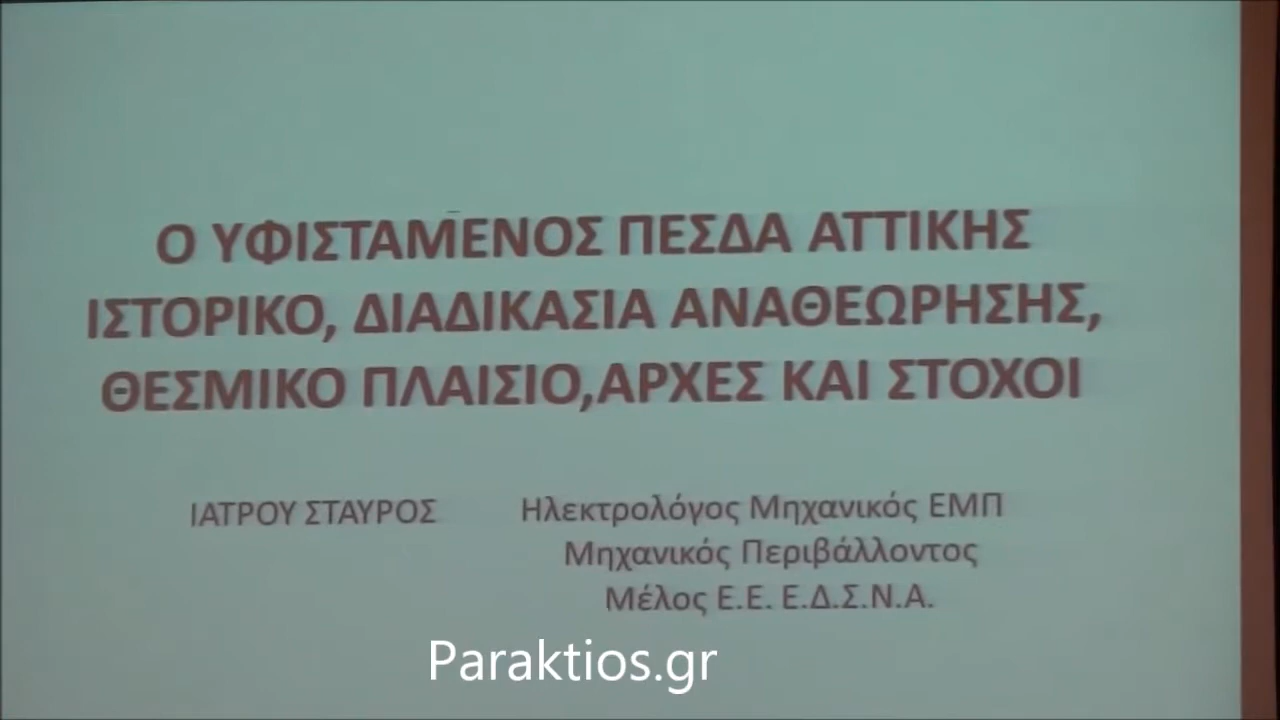 Ο ΥΦΙΣΤΑΜΕΝΟΣ ΠΕΣΔΑ ΑΤΤΙΚΗΣ
ΙΣΤΟΡΙΚΟ, ΔΙΑΔΙΚΑΣΙΑ ΑΝΑΘΕΩΡΗΣΗΣ,
ΘΕΣΜΙΚΟ ΠΛΑΙΣΙΟ,ΑΡΧΕΣ ΚΑΙ ΣΤΟΧΟΙ
ΙΑΤΡΟΥ ΣΤΑΥΡΟΣ Ηλεκτρολόγος Μηχανικός ΕΜΠ
Μηχανικός Περιβάλλοντος
Μέλος Ε.Ε. Ε.Δ.Σ.Ν.Α.
Paraktios.gr